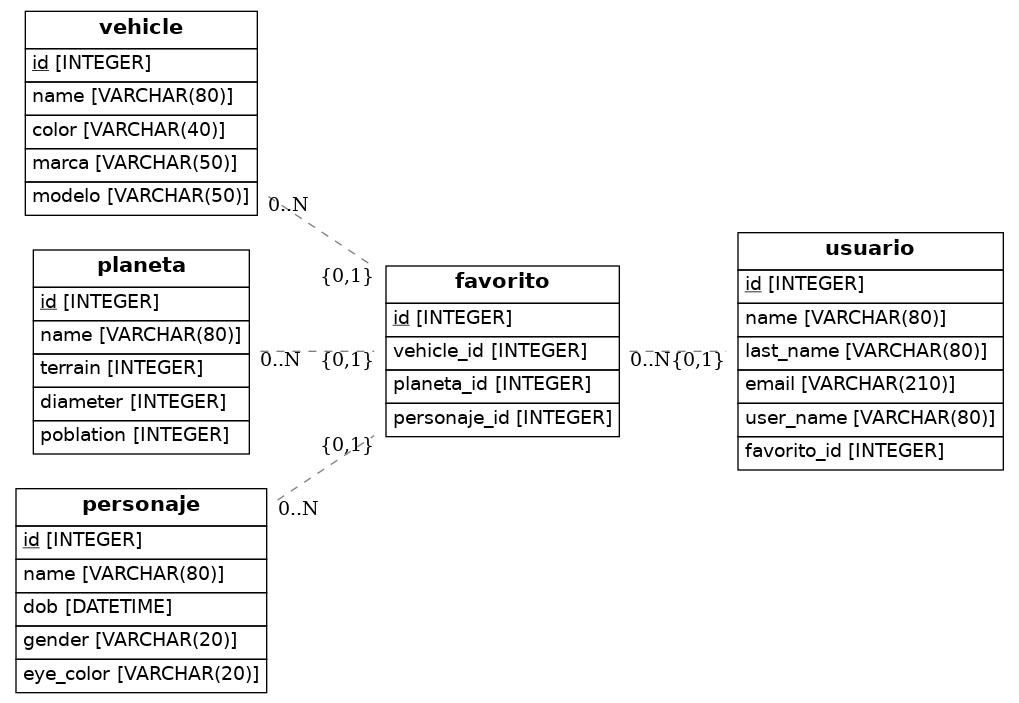 vehicle
id [INTEGER]
name [VARCHAR(80)]
color [VARCHAR(40)]
marca [VARCHAR(50)]
modelo [VARCHAR(50)]
0..N
{0,1}
planeta
id [INTEGER]
name [VARCHAR(80)]
terrain [INTEGER]
diameter [INTEGER]
poblation [INTEGER]
0..N
{0,1}
personaje
id [INTEGER]
name [VARCHAR(80)]
dob [DATETIME]
gender [VARCHAR(20)]
eye_color [VARCHAR(20)]
0..N
{0,1}
favorito
id [INTEGER]
vehicle_id [INTEGER]
planeta_id [INTEGER]
personaje_id [INTEGER]
0..N
{0,1}
usuario
id [INTEGER]
name [VARCHAR(80)]
last_name [VARCHAR(80)]
email [VARCHAR(210)]
user_name [VARCHAR(80)]
favorito_id [INTEGER]